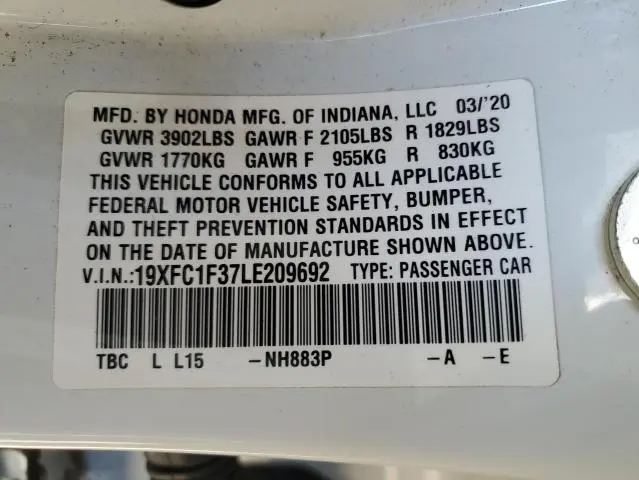 MFD. BY HONDA MFG. OF INDIANA, LLC 03/'20
GVWR 3902LBS GAWR F 2105LBS R 1829LBS
GVWR 1770KG GAWR F 955KG R 830KG
THIS VEHICLE CONFORMS TO ALL APPLICABLE
FEDERAL MOTOR VEHICLE SAFETY, BUMPER,
AND THEFT PREVENTION STANDARDS IN EFFECT
ON THE DATE OF MANUFACTURE SHOWN ABOVE.
V.I.N.:19XFC1F37LE209692 TYPE: PASSENGER CAR
TBC L L15 -NH883P -A -E